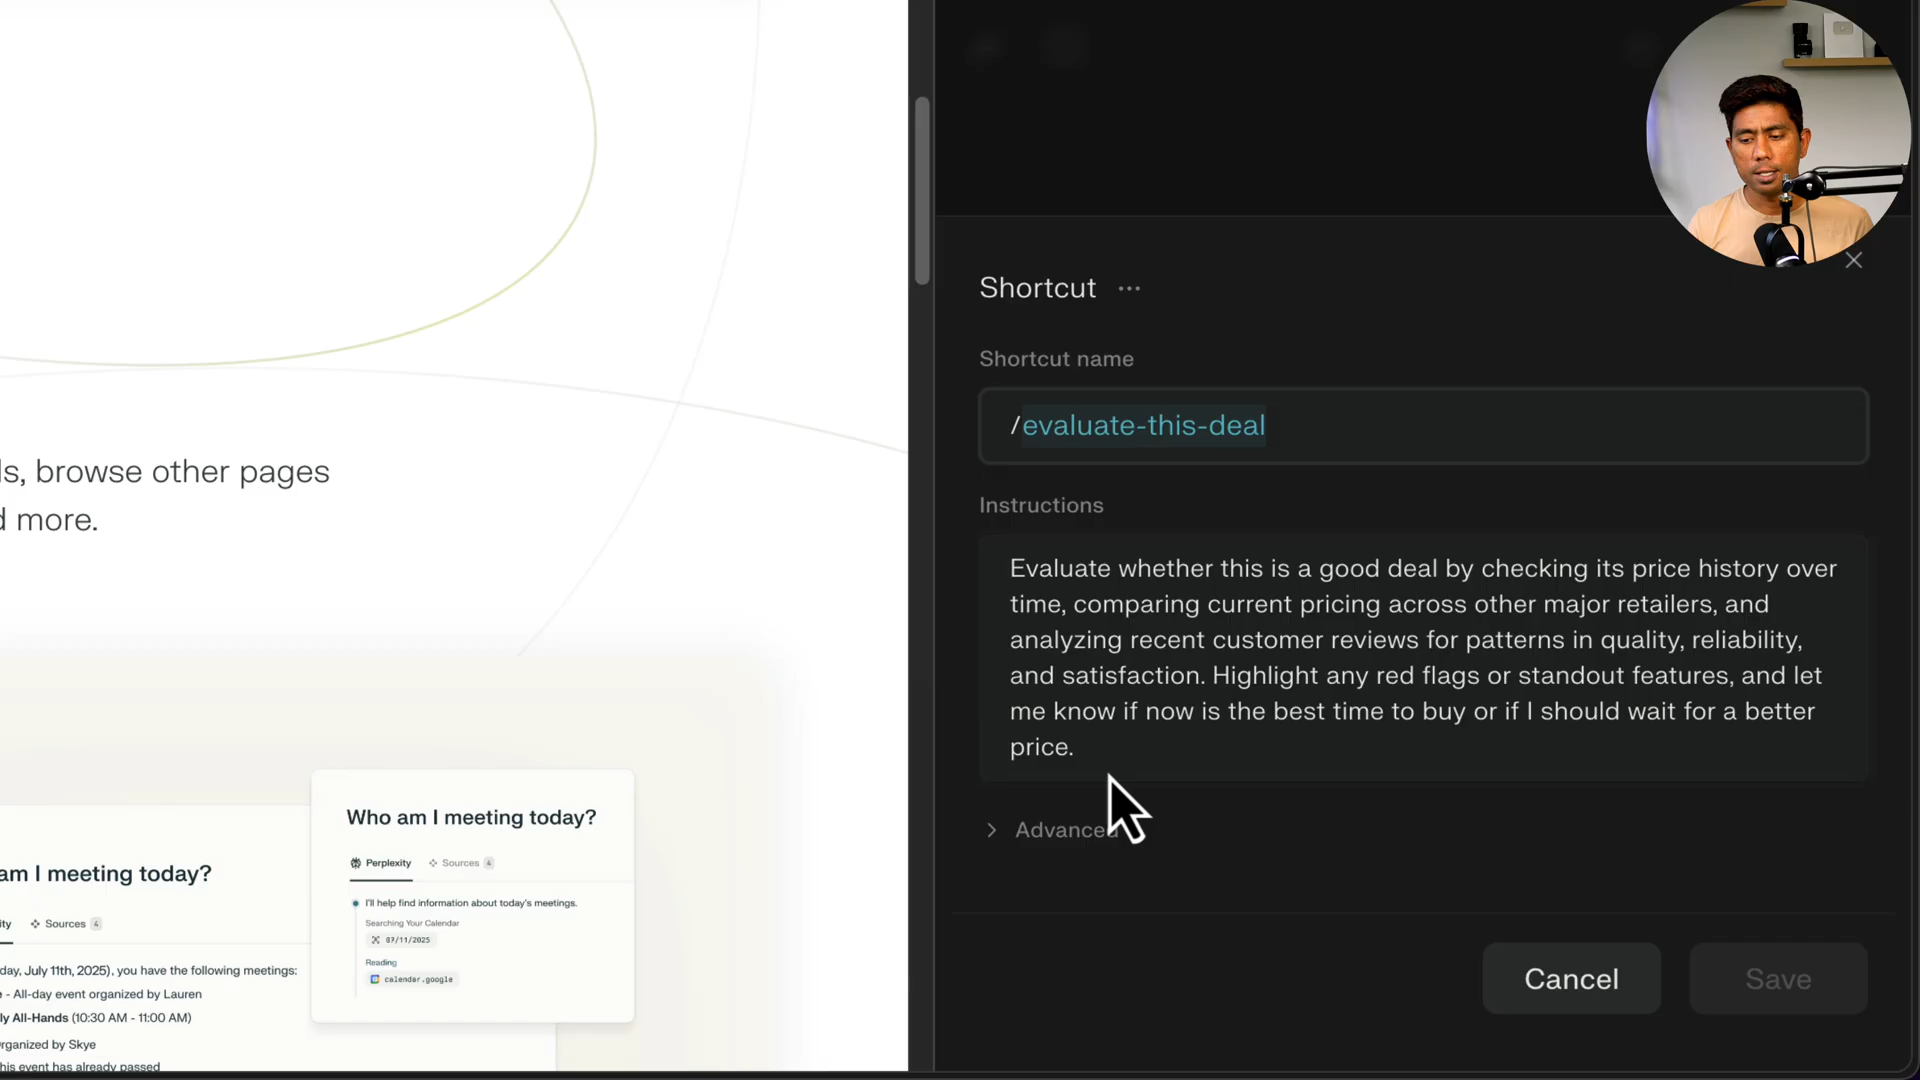 ls, browse other pages
d more.
am I meeting today?
ity Sources 4
day, July 11th, 2025), you have the following meetings:
e - All-day event organized by Lauren
ly All-Hands (10:30 AM - 11:00 AM)
organized by Skye
his event has already passed
Who am I meeting today?
Perplexity Sources 4
I'll help find information about today's meetings.
Searching Your Calendar
07/11/2025
Reading
calendar.google
Shortcut ...
Shortcut name
/evaluate-this-deal
Instructions
Evaluate whether this is a good deal by checking its price history over
time, comparing current pricing across other major retailers, and
analyzing recent customer reviews for patterns in quality, reliability,
and satisfaction. Highlight any red flags or standout features, and let
me know if now is the best time to buy or if I should wait for a better
price.
Advanced
Cancel
Save